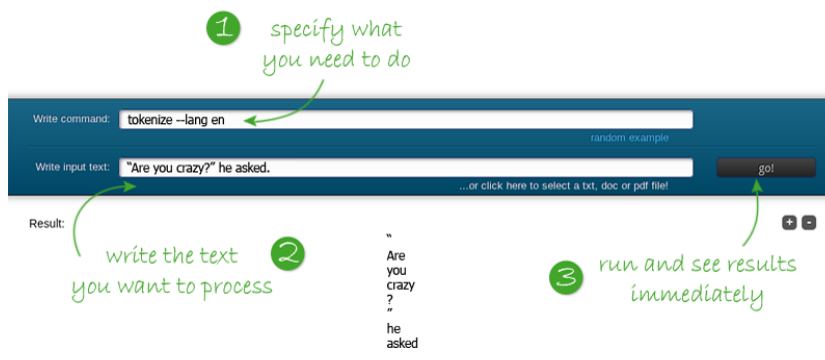 1 specify what
you need to do
Write command: tokenize --lang en
random example
Write input text: “Are you crazy?” he asked. go!
...or click here to select a txt, doc or pdf file!
Result: + -
2 write the text
you want to process
“
Are
you
crazy
?
”
he
asked
3 run and see results
immediately